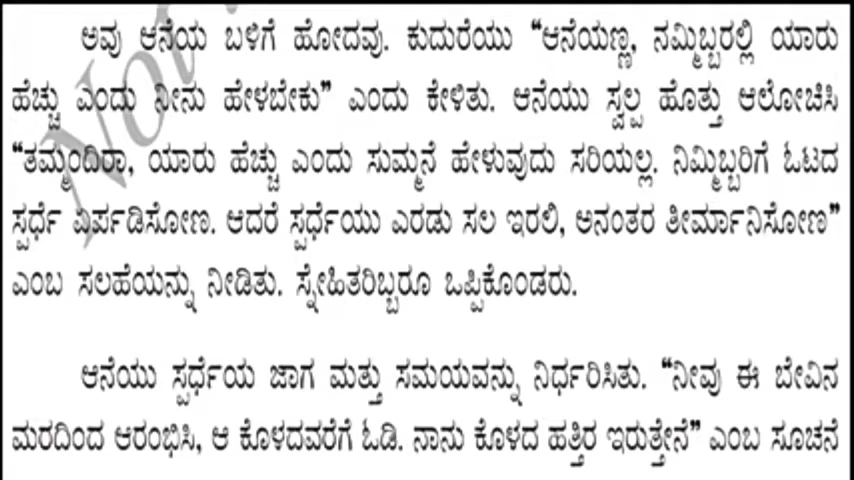 ಅವು ಆನೆಯ ಬಳಿಗೆ ಹೋದವು. ಕುದುರೆಯು “ಆನೆಯಣ್ಣ, ನಮ್ಮಿಬ್ಬರಲ್ಲಿ ಯಾರು
ಹೆಚ್ಚು ಎಂದು ನೀನು ಹೇಳಬೇಕು” ಎಂದು ಕೇಳಿತು. ಆನೆಯು ಸ್ವಲ್ಪ ಹೊತ್ತು ಆಲೋಚಿಸಿ
“ತಮ್ಮಂದಿರಾ, ಯಾರು ಹೆಚ್ಚು ಎಂದು ಸುಮ್ಮನೆ ಹೇಳುವುದು ಸರಿಯಲ್ಲ. ನಿಮ್ಮಿಬ್ಬರಿಗೆ ಓಟದ
ಸ್ಪರ್ಧೆ ಏರ್ಪಡಿಸೋಣ. ಆದರೆ ಸ್ಪರ್ಧೆಯು ಎರಡು ಸಲ ಇರಲಿ, ಅನಂತರ ತೀರ್ಮಾನಿಸೋಣ”
ಎಂಬ ಸಲಹೆಯನ್ನು ನೀಡಿತು. ಸ್ನೇಹಿತರಿಬ್ಬರೂ ಒಪ್ಪಿಕೊಂಡರು.
ಆನೆಯು ಸ್ಪರ್ಧೆಯ ಜಾಗ ಮತ್ತು ಸಮಯವನ್ನು ನಿರ್ಧರಿಸಿತು. “ನೀವು ಈ ಬೇವಿನ
ಮರದಿಂದ ಆರಂಭಿಸಿ, ಆ ಕೊಳದವರೆಗೆ ಓಡಿ. ನಾನು ಕೊಳದ ಹತ್ತಿರ ಇರುತ್ತೇನೆ” ಎಂಬ ಸೂಚನೆ